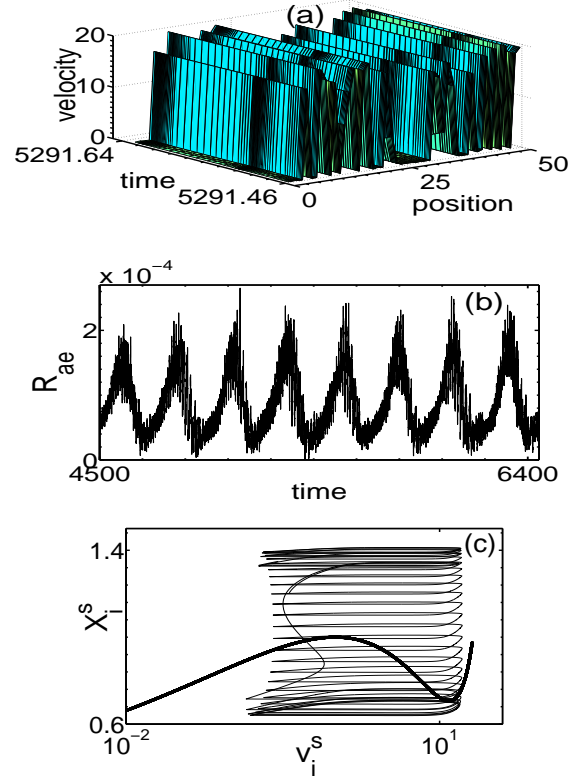 (a)
20
10
0
velocity
5291.64
time
5291.46
0
25
50
position
x 10⁻⁴
(b)
2
0
R_ae
4500
6400
time
(c)
1.4
0.6
X_i^s
10⁻²
10¹
v_i^s